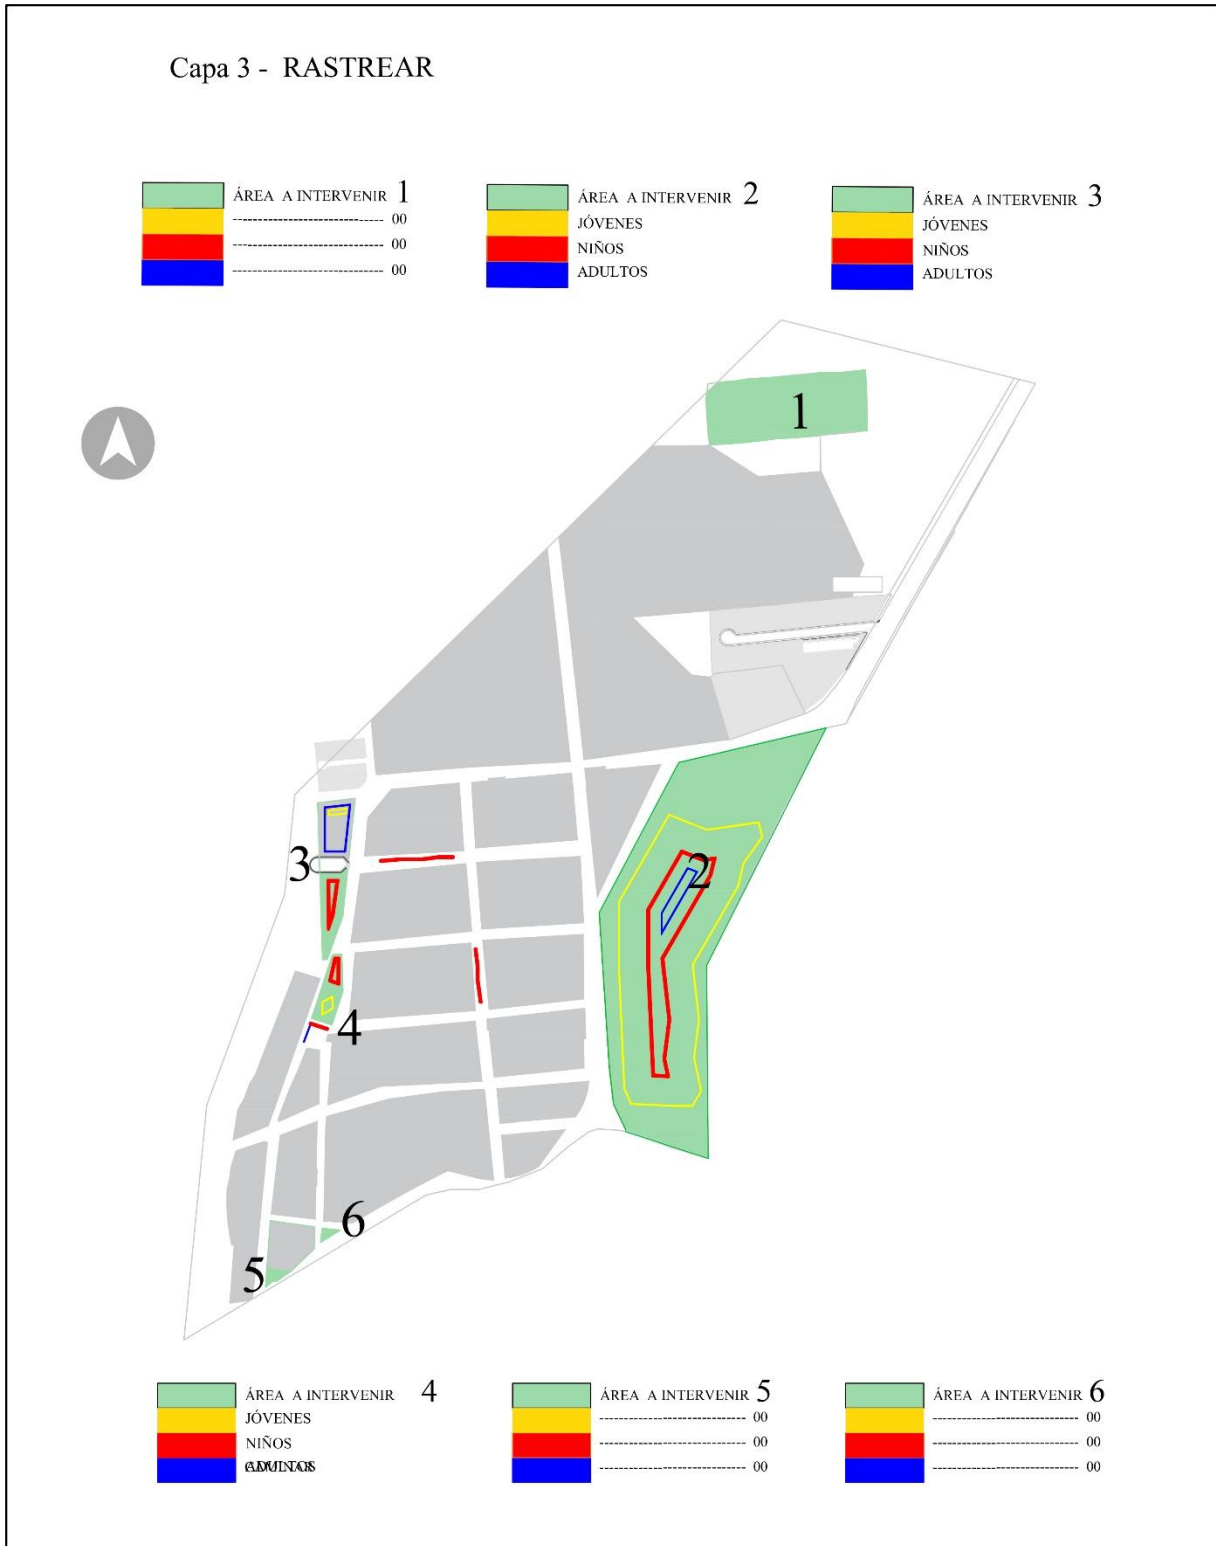 Capa 3 - RASTREAR
ÁREA A INTERVENIR 1
------------------------------ 00
------------------------------ 00
------------------------------ 00
ÁREA A INTERVENIR 2
JÓVENES
NIÑOS
ADULTOS
ÁREA A INTERVENIR 3
JÓVENES
NIÑOS
ADULTOS
1
2
3
4
6
5
ÁREA A INTERVENIR 4
JÓVENES
NIÑOS
ÁREA A INTERVENIR 5
------------------------------ 00
------------------------------ 00
------------------------------ 00
ÁREA A INTERVENIR 6
------------------------------ 00
------------------------------ 00
------------------------------ 00